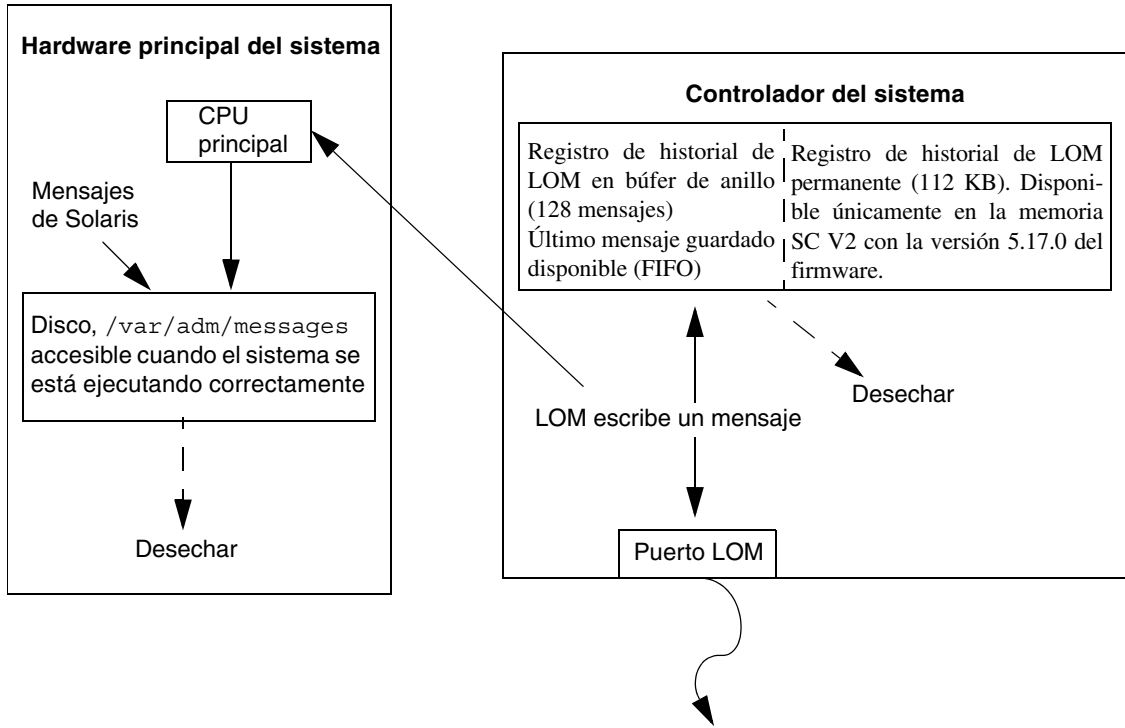 Hardware principal del sistema
CPU
principal
Mensajes
de Solaris
Disco, /var/adm/messages
accesible cuando el sistema se
está ejecutando correctamente
Desechar
Controlador del sistema
Registro de historial de
LOM en búfer de anillo
(128 mensajes)
Último mensaje guardado
disponible (FIFO)
Registro de historial de LOM
permanente (112 KB). Disponi-
ble únicamente en la memoria
SC V2 con la versión 5.17.0 del
firmware.
Desechar
LOM escribe un mensaje
Puerto LOM